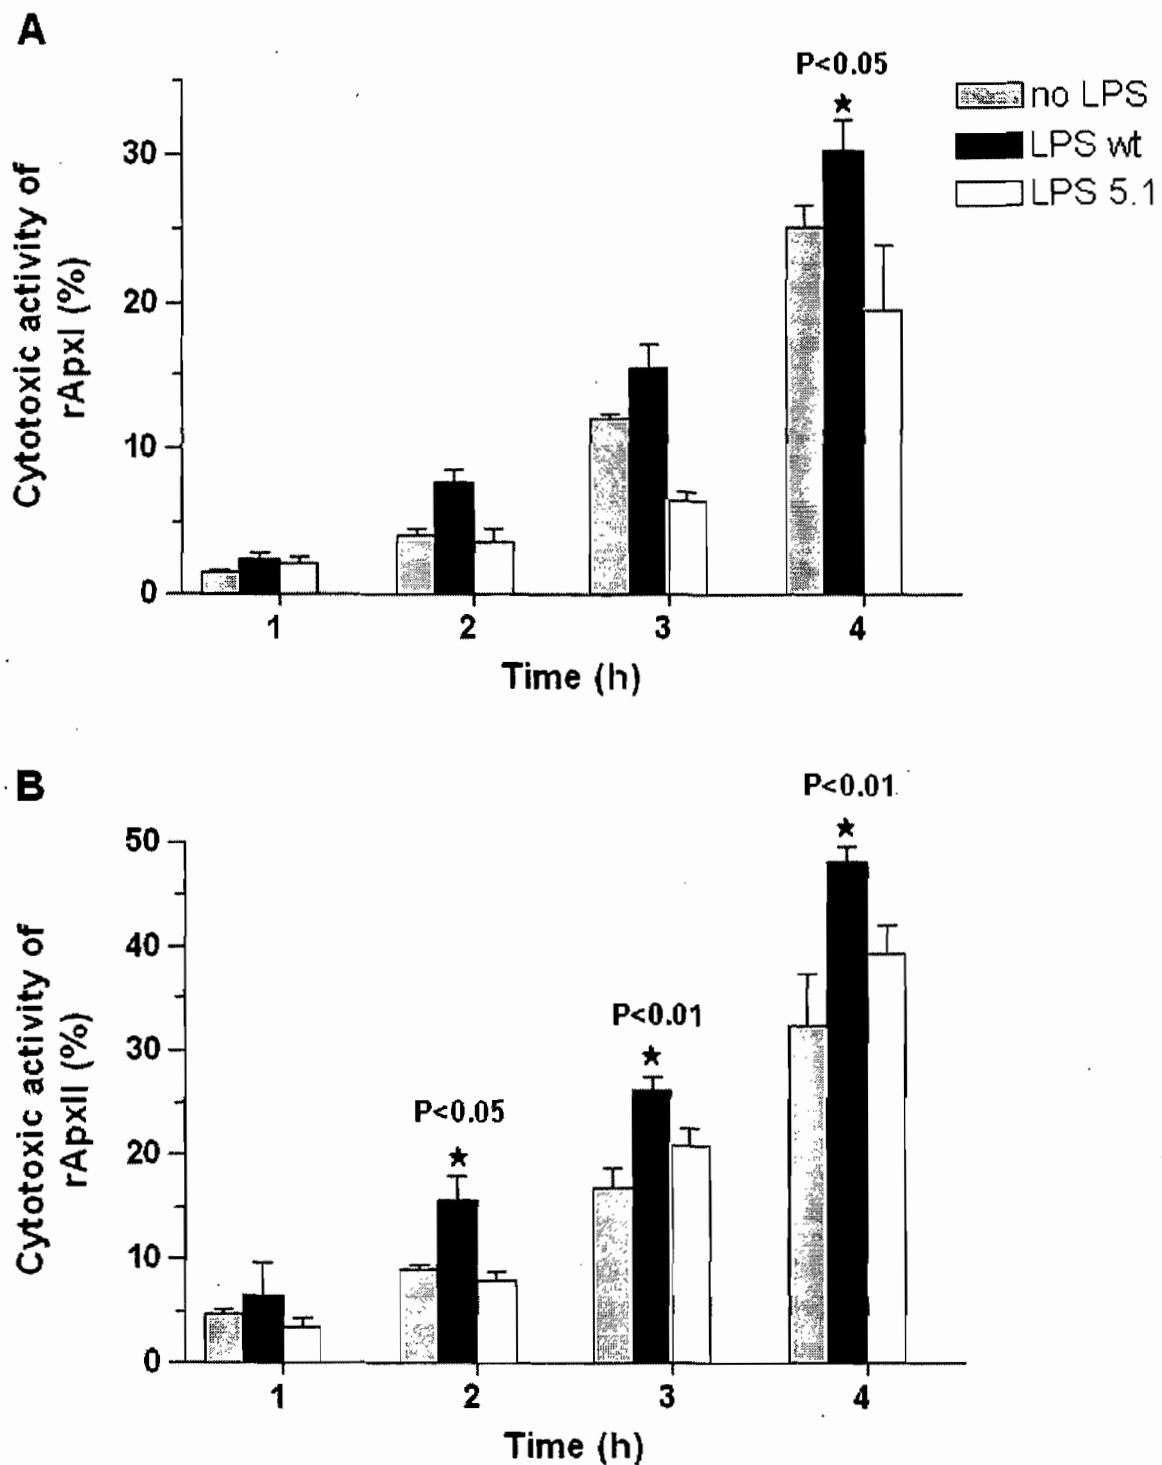 A
P<0.05
★
no LPS
LPS wt
LPS 5.1
Cytotoxic activity of
rApxI (%)
30
20
10
0
1 2 3 4
Time (h)
B
P<0.01
★
P<0.01
★
P<0.05
★
Cytotoxic activity of
rApxII (%)
50
40
30
20
10
0
1 2 3 4
Time (h)